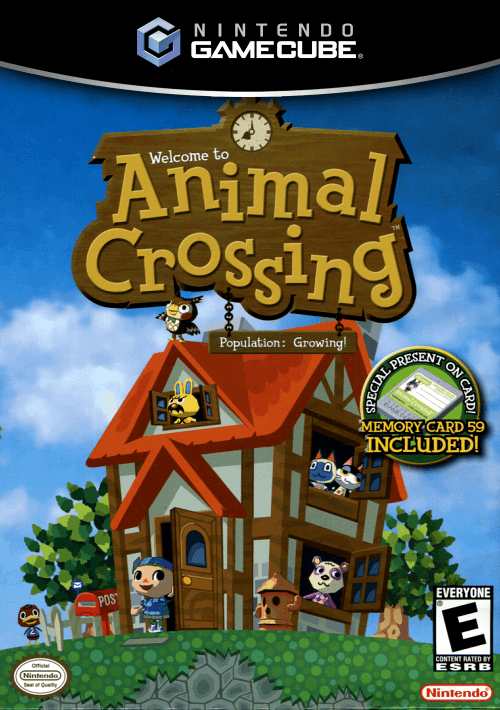 NINTENDO
GAMECUBE®
Welcome to
Animal
Crossing™
Population: Growing!
SPECIAL PRESENT ON CARD!
MEMORY CARD 59
INCLUDED!
POST
EVERYONE
E
CONTENT RATED BY
ESRB
Official
Nintendo
Seal of Quality
Nintendo®